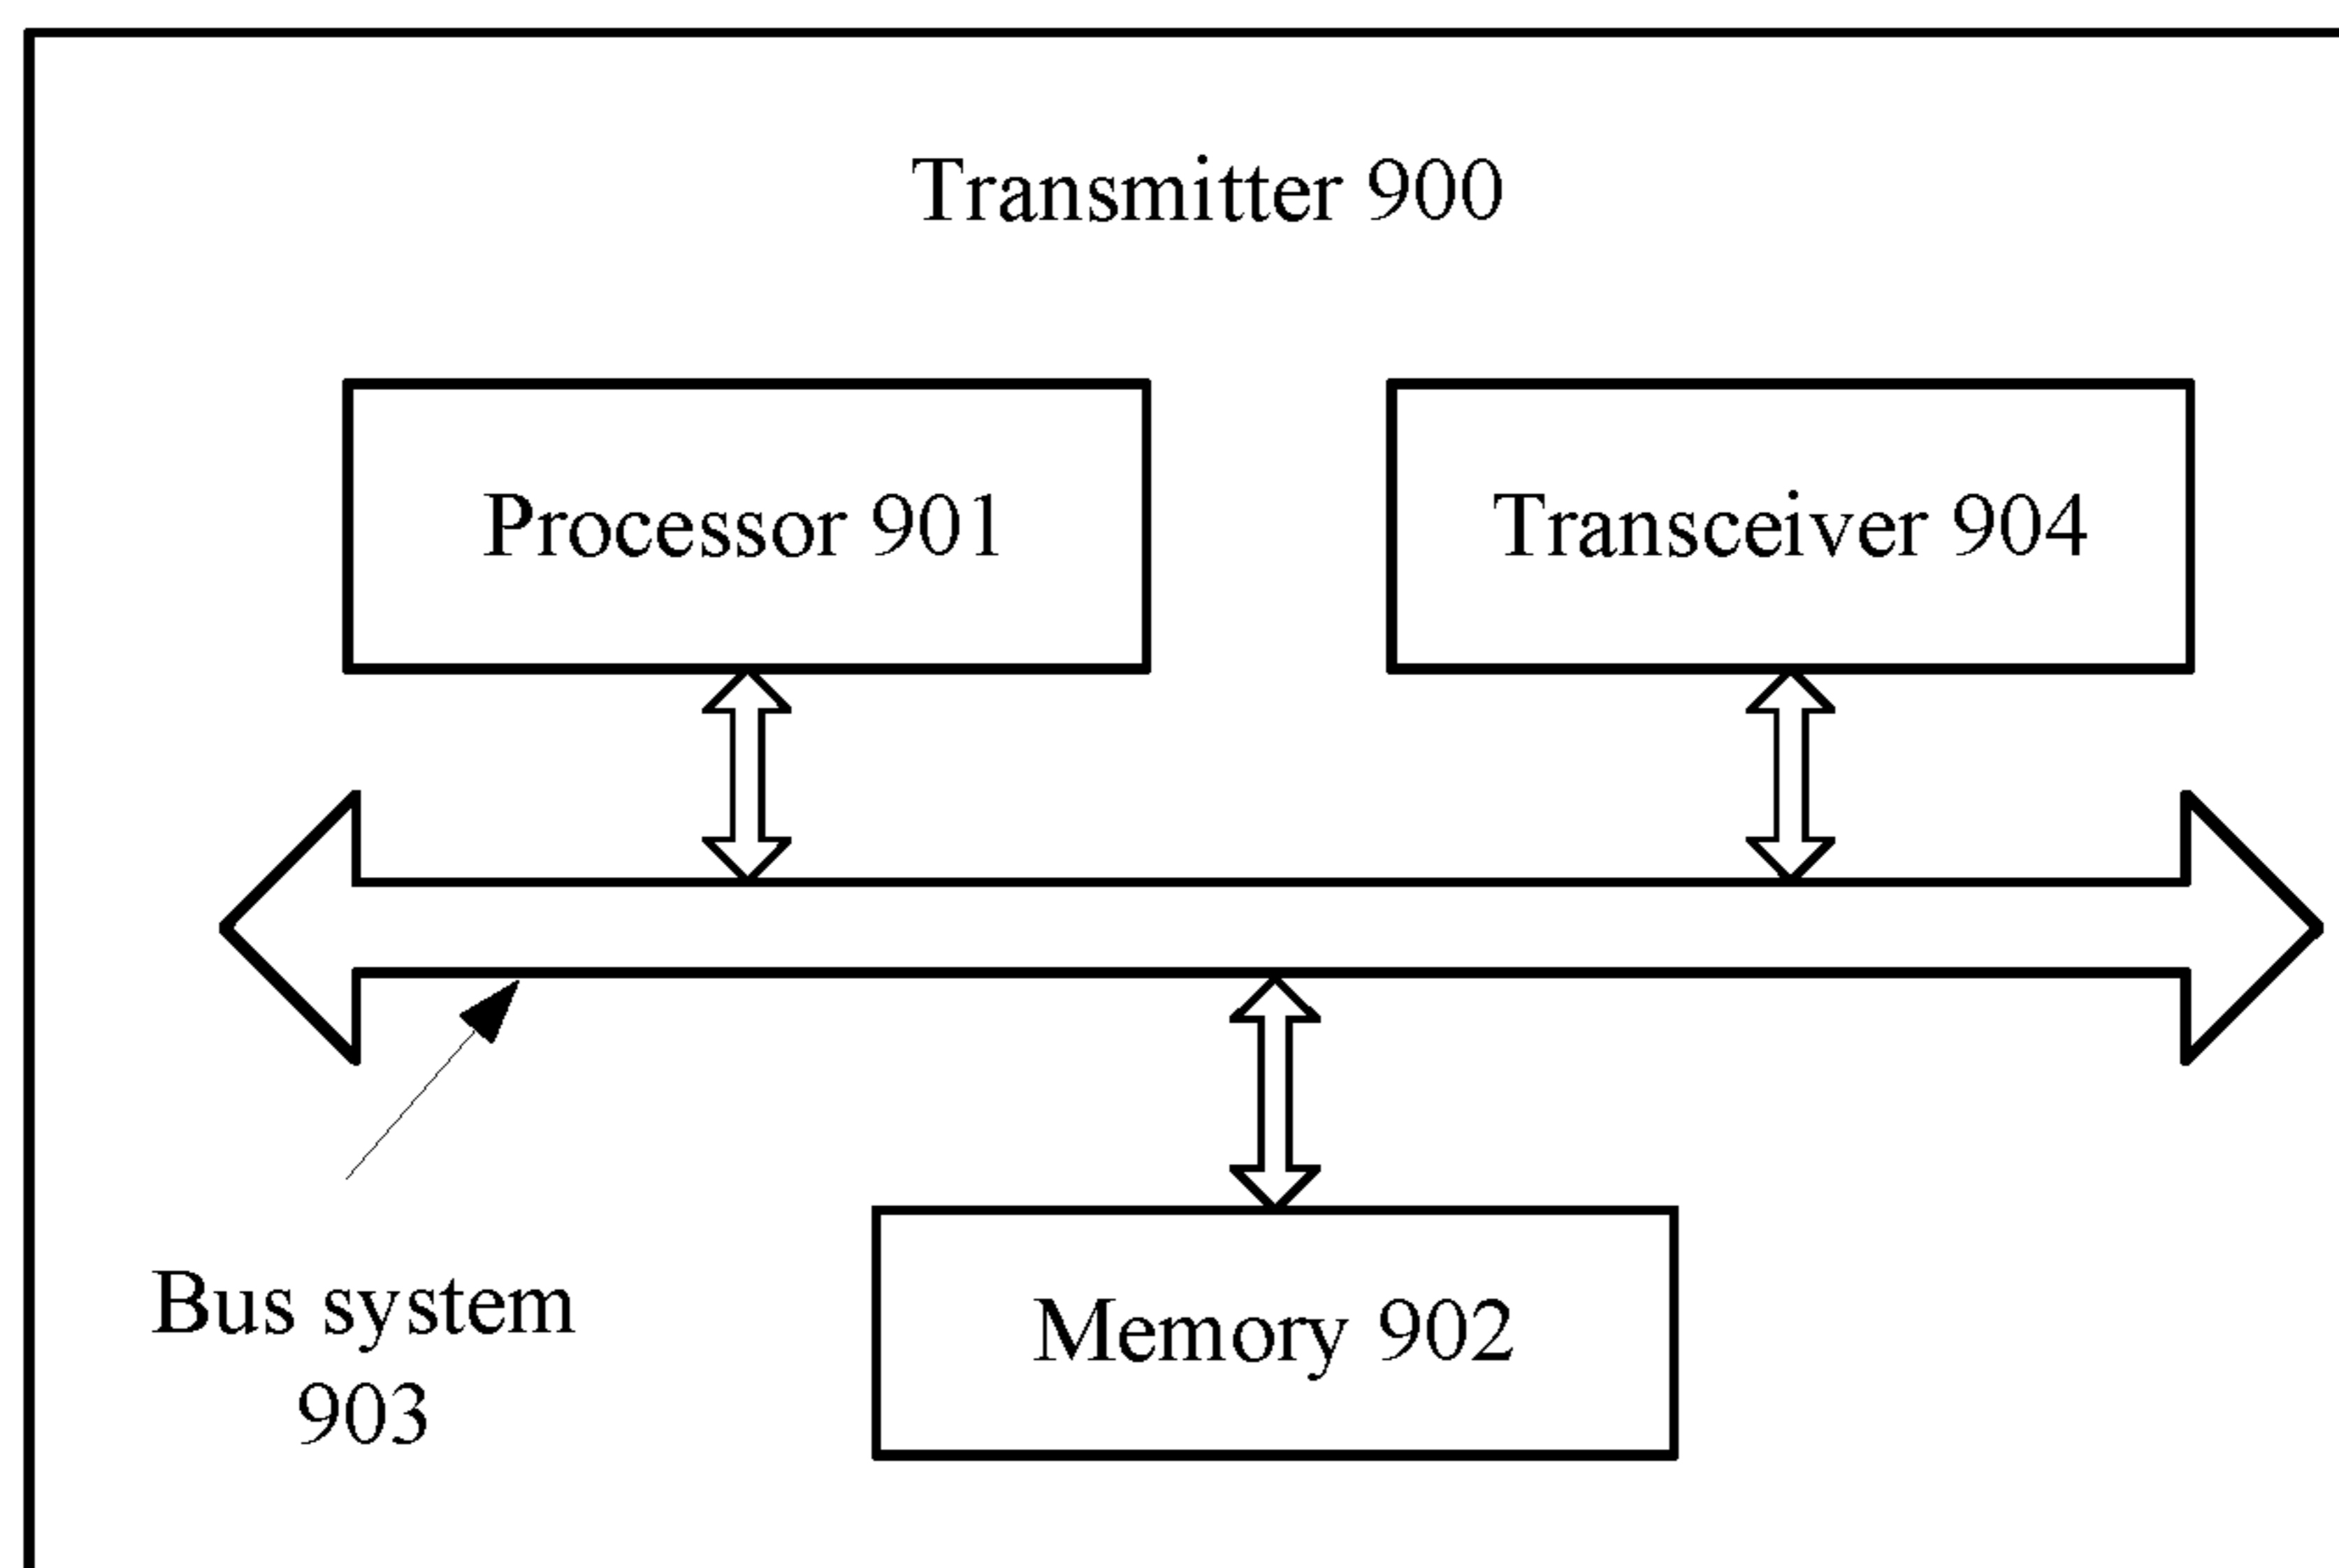 Transmitter 900
Processor 901
Transceiver 904
Bus system
903
Memory 902